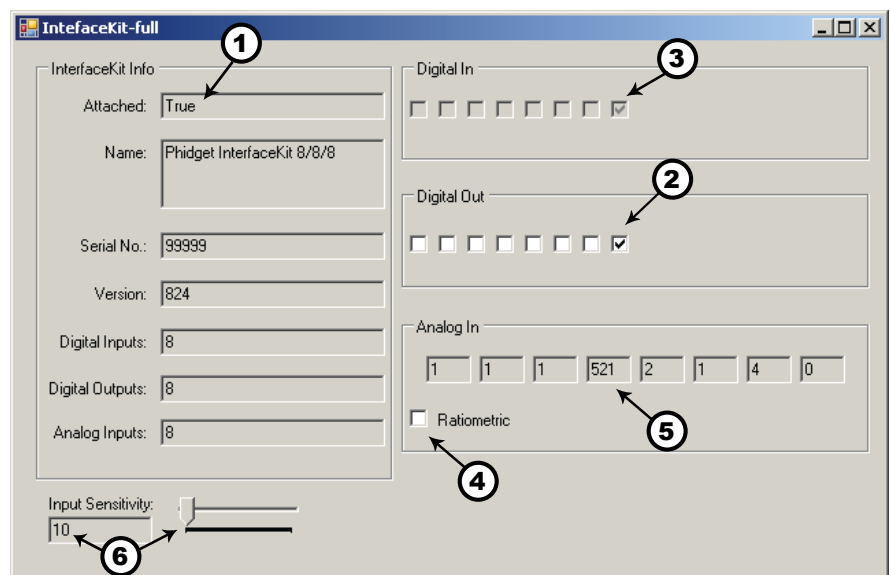 IntefaceKit-full
1
InterfaceKit Info
Attached: True
Name: Phidget InterfaceKit 8/8/8
Serial No.: 99999
Version: 824
Digital Inputs: 8
Digital Outputs: 8
Analog Inputs: 8
Input Sensitivity:
10
6
Digital In
3
Digital Out
2
Analog In
1 1 1 521 2 1 4 0
5
Ratiometric
4